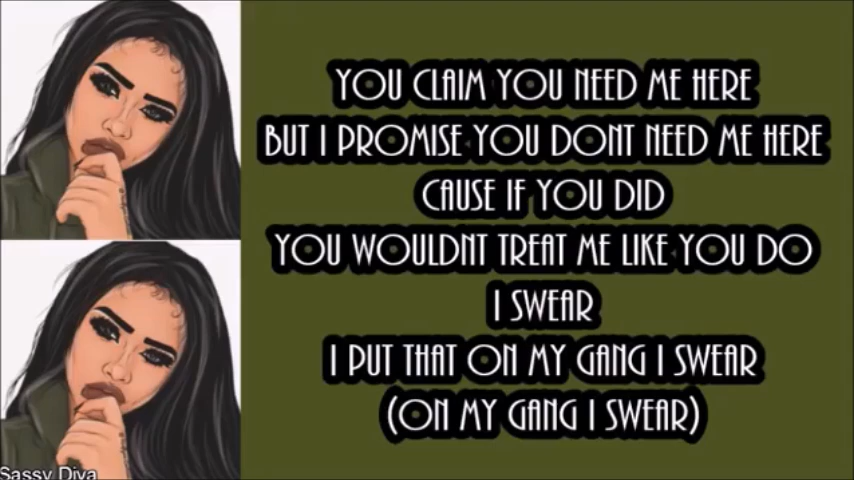 YOU CLAIM YOU NEED ME HERE
BUT I PROMISE YOU DONT NEED ME HERE
CAUSE IF YOU DID
YOU WOULDNT TREAT ME LIKE YOU DO
I SWEAR
I PUT THAT ON MY GANG I SWEAR
(ON MY GANG I SWEAR)
Sassy Diva